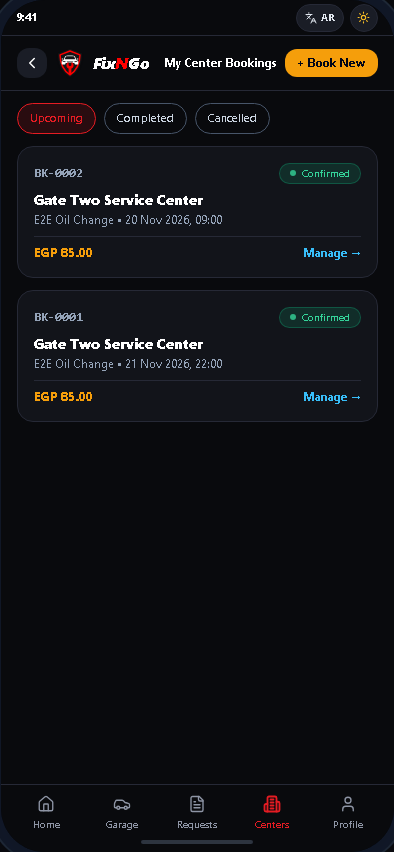 9:41
AR
FixNGo
My Center Bookings
+ Book New
Upcoming
Completed
Cancelled
BK-0002
Confirmed
Gate Two Service Center
E2E Oil Change • 20 Nov 2026, 09:00
EGP 85.00
Manage →
BK-0001
Confirmed
Gate Two Service Center
E2E Oil Change • 21 Nov 2026, 22:00
EGP 85.00
Manage →
Home
Garage
Requests
Centers
Profile